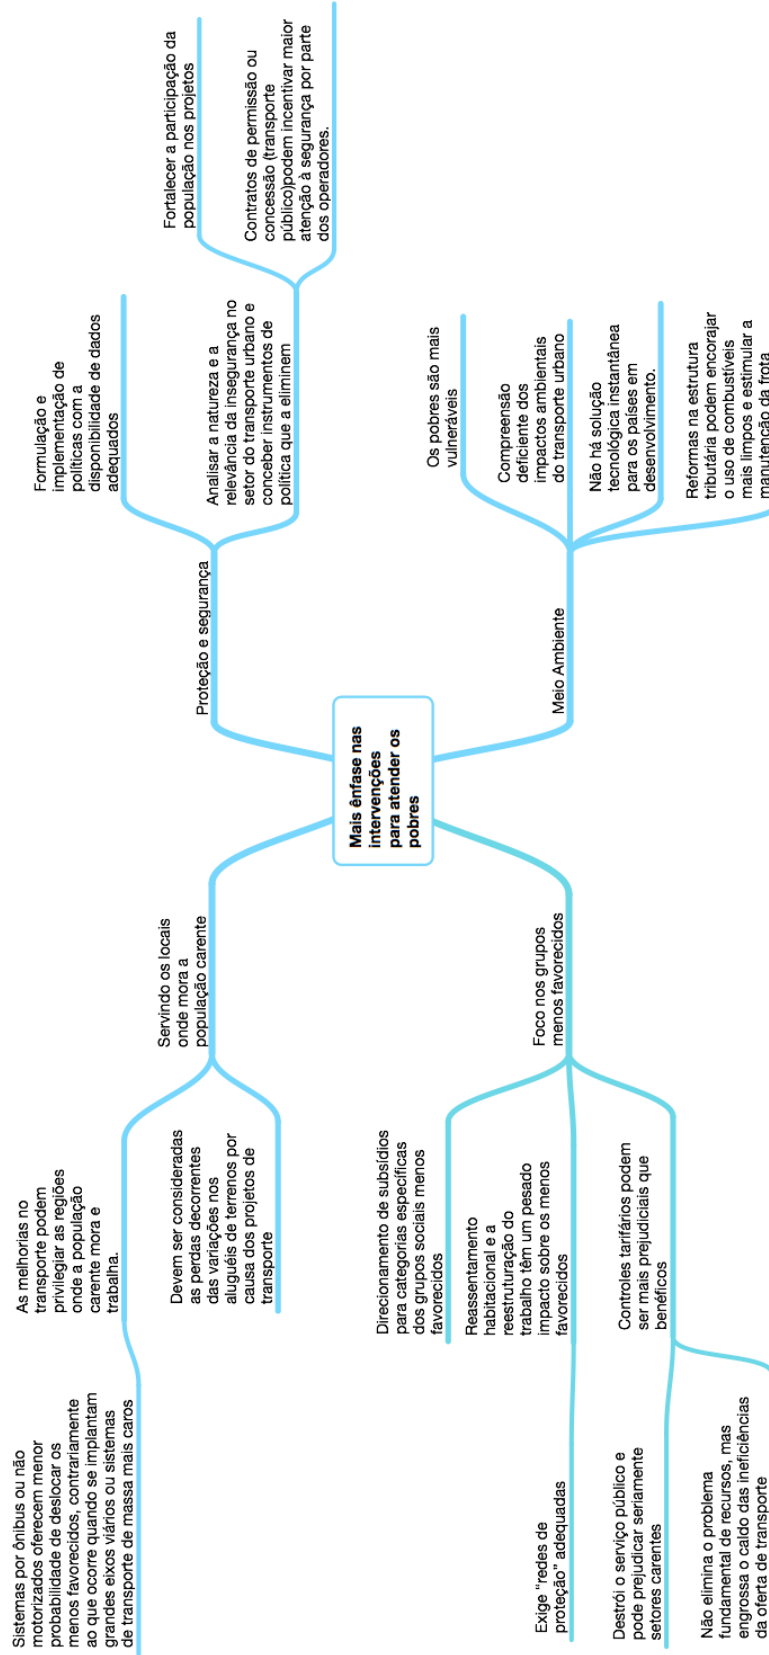 Mais ênfase nas
intervenções
para atender os
pobres
Proteção e segurança
Formulação e
implementação de
políticas com a
disponibilidade de dados
adequados
Analisar a natureza e a
relevância da insegurança no
setor do transporte urbano e
conceber instrumentos de
política que a eliminem
Fortalecer a participação da
população nos projetos
Contratos de permissão ou
concessão (transporte
público)podem incentivar maior
atenção à segurança por parte
dos operadores.
Meio Ambiente
Os pobres são mais
vulneráveis
Compreensão
deficiente dos
impactos ambientais
do transporte urbano
Não há solução
tecnológica instantânea
para os países em
desenvolvimento.
Reformas na estrutura
tributária podem encorajar
o uso de combustíveis
mais limpos e estimular a
manutenção da frota
Servindo os locais
onde mora a
população carente
As melhorias no
transporte podem
privilegiar as regiões
onde a população
carente mora e
trabalha.
Sistemas por ônibus ou não
motorizados oferecem menor
probabilidade de deslocar os
menos favorecidos, contrariamente
ao que ocorre quando se implantam
grandes eixos viários ou sistemas
de transporte de massa mais caros
Devem ser consideradas
as perdas decorrentes
das variações nos
aluguéis de terrenos por
causa dos projetos de
transporte
Foco nos grupos
menos favorecidos
Direcionamento de subsídios
para categorias específicas
dos grupos sociais menos
favorecidos
Reassentamento
habitacional e a
reestruturação do
trabalho têm um pesado
impacto sobre os menos
favorecidos
Exige “redes de
proteção” adequadas
Controles tarifários podem
ser mais prejudiciais que
benéficos
Destrói o serviço público e
pode prejudicar seriamente
setores carentes
Não elimina o problema
fundamental de recursos, mas
engrossa o caldo das ineficiências
da oferta de transporte